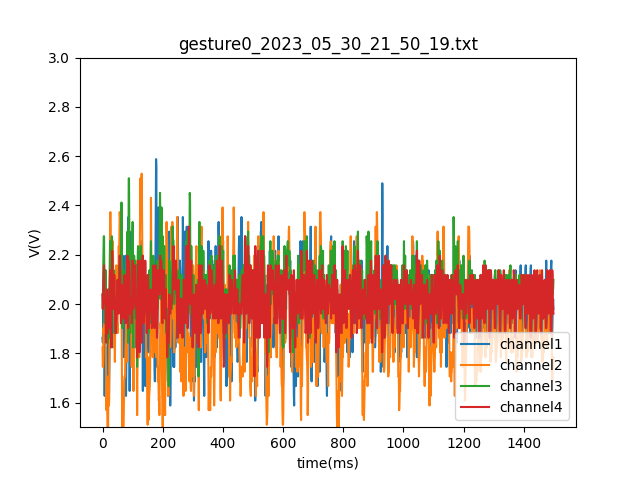 gesture0_2023_05_30_21_50_19.txt
3.0
2.8
2.6
2.4
2.2
2.0
1.8
1.6
V(V)
channel1
channel2
channel3
channel4
0 200 400 600 800 1000 1200 1400
time(ms)